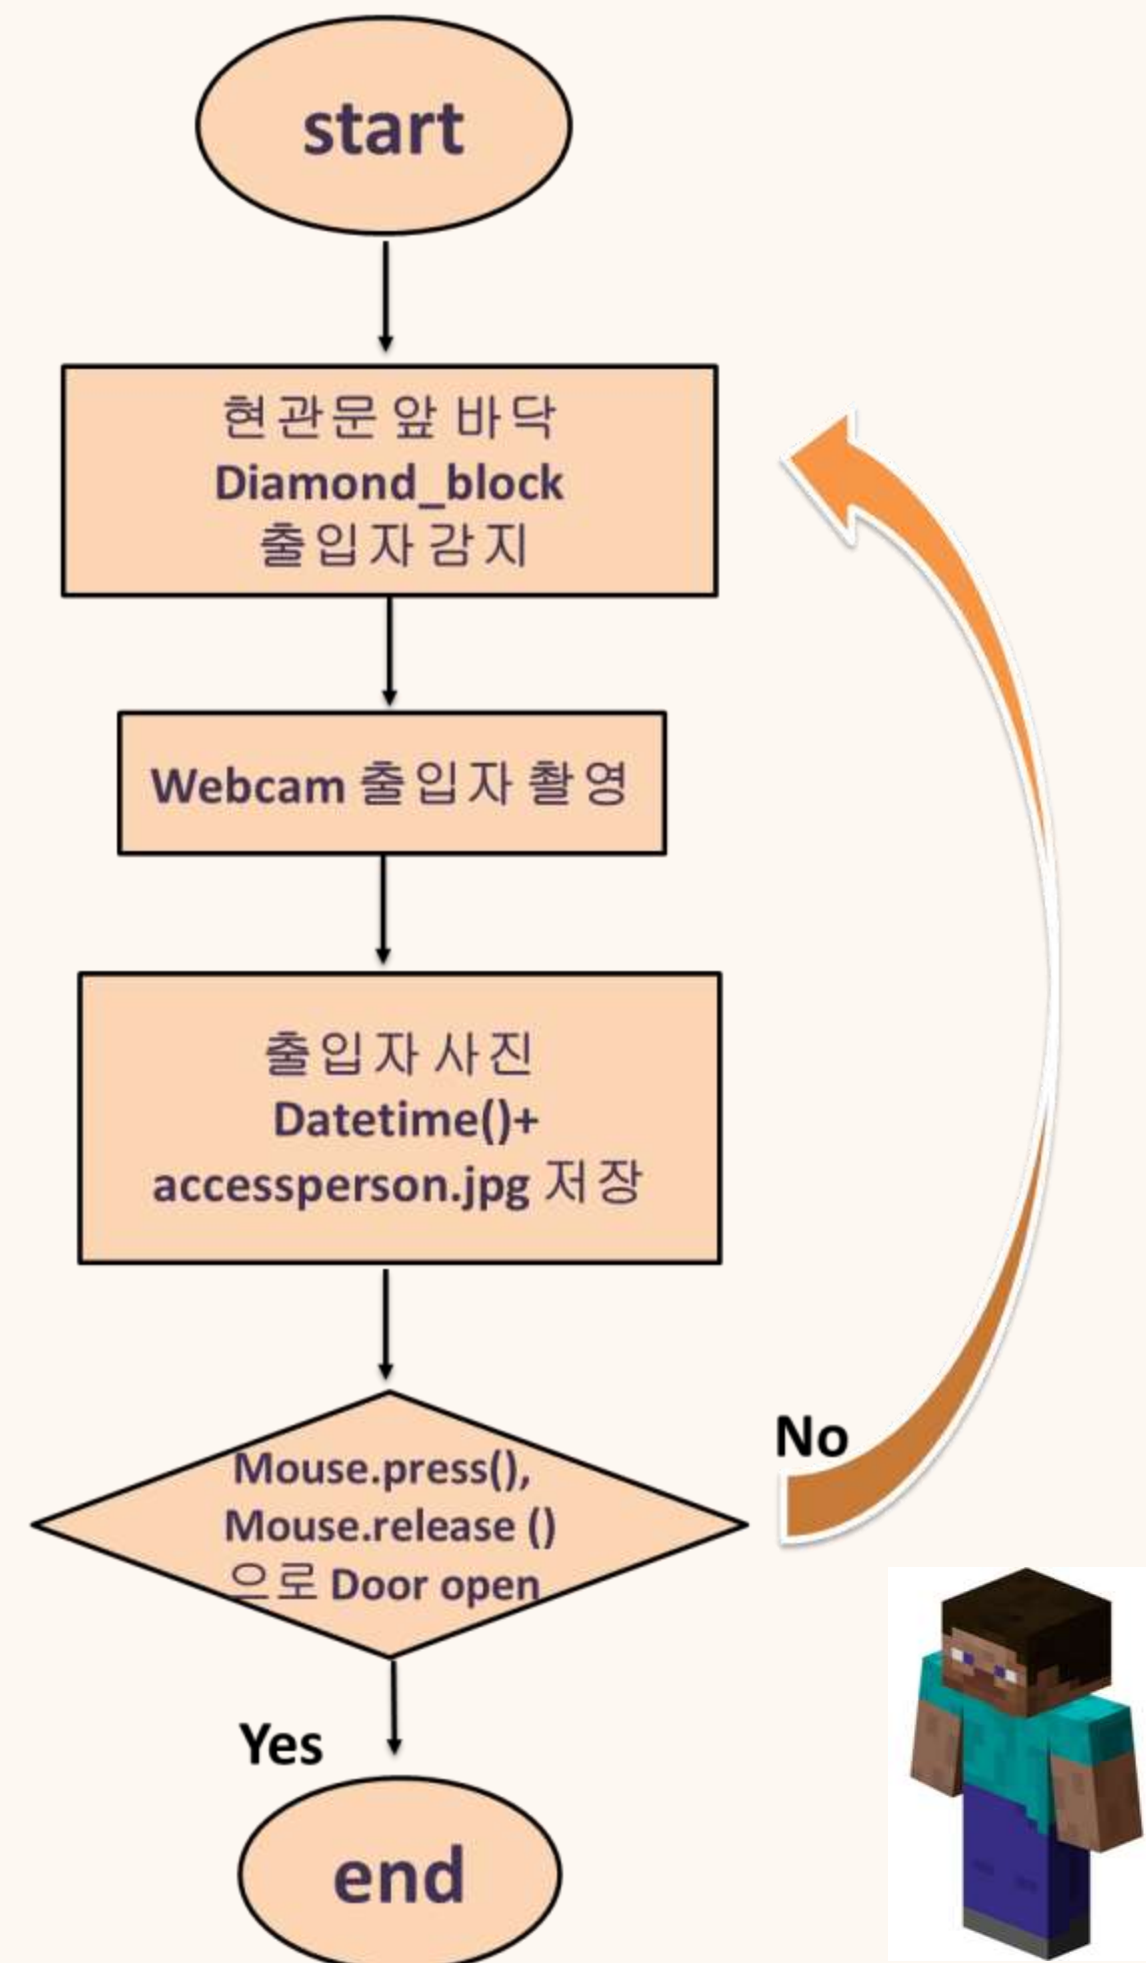 start
현관문 앞 바닥
Diamond_block
출입자 감지
Webcam 출입자 촬영
출입자 사진
Datetime()+
accessperson.jpg 저장
Mouse.press(),
Mouse.release ()
으로 Door open
No
Yes
end